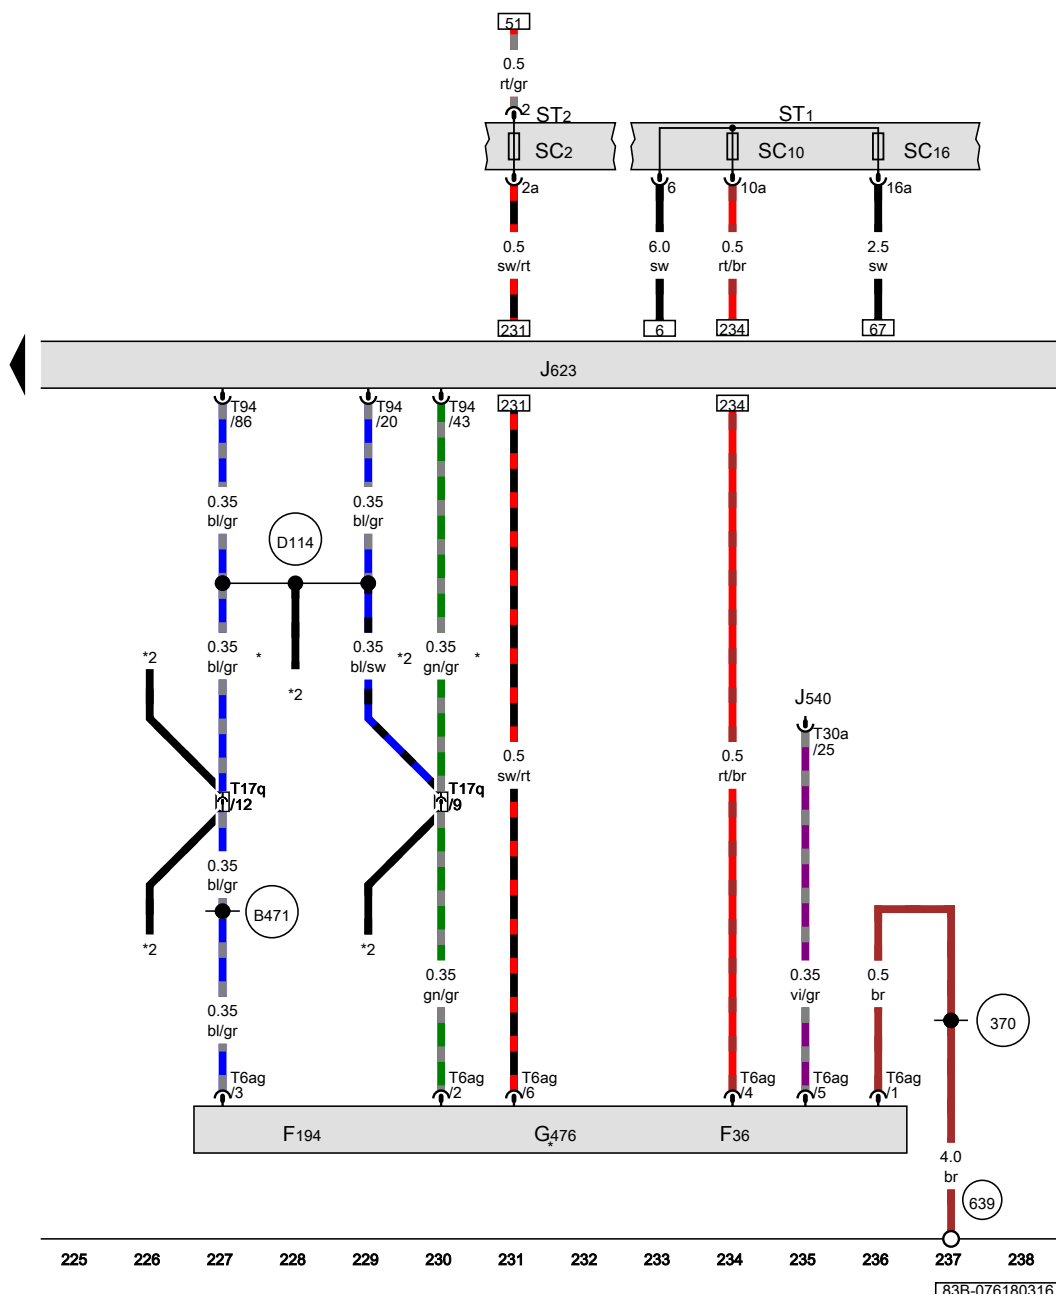 51
0.5
rt/gr
2
ST2
ST1
SC2
SC10
SC16
2a
6
10a
16a
0.5
sw/rt
6.0
sw
0.5
rt/br
2.5
sw
231
6
234
67
J623
T94
/86
T94
/20
T94
/43
231
234
0.35
bl/gr
0.35
bl/gr
D114
*2
0.35
bl/gr
*
0.35
bl/sw
*2
0.35
gn/gr
*
*2
J540
T30a
/25
0.5
sw/rt
0.5
rt/br
T17q
/12
T17q
/9
0.35
bl/gr
B471
*2
*2
0.35
gn/gr
0.35
vi/gr
0.5
br
370
0.35
bl/gr
T6ag
/3
T6ag
/2
T6ag
/6
T6ag
/4
T6ag
/5
T6ag
/1
F194
G476
*
F36
4.0
br
639
225 226 227 228 229 230 231 232 233 234 235 236 237 238
83B-076180316